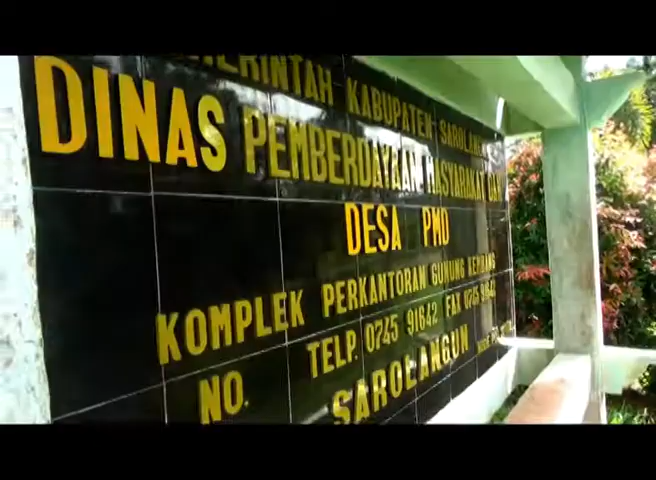 PEMERINTAH KABUPATEN SAROLANGUN
DINAS PEMBERDAYAAN MASYARAKAT DAN
DESA PMD
KOMPLEK PERKANTORAN GUNUNG KEMBANG
NO. TELP. 0745 91642 FAX 0745 91642
SAROLANGUN